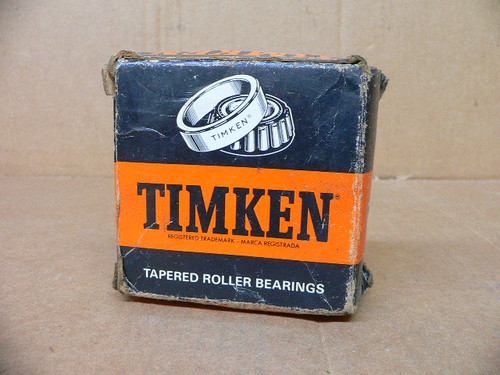 TIMKEN®
TIMKEN®
REGISTERED TRADEMARK - MARCA REGISTRADA
TAPERED ROLLER BEARINGS